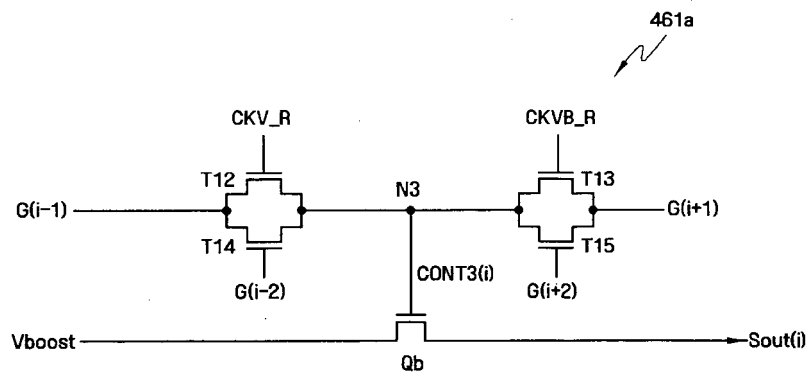 461a
CKV_R
CKVB_R
T12
N3
T13
G(i-1)
G(i+1)
T14
T15
G(i-2)
CONT3(i)
G(i+2)
Vboost
Sout(i)
Qb